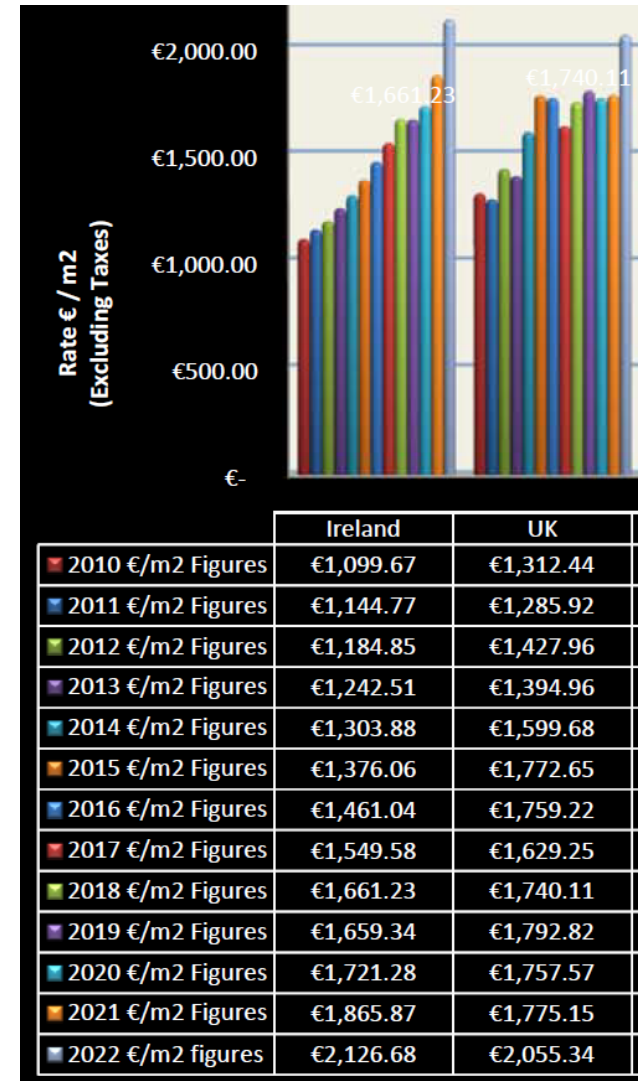 €2,000.00
€1,661.23
€1,740.11
€1,500.00
€1,000.00
€500.00
€-
Rate € / m2
(Excluding Taxes)
Ireland UK
2010 €/m2 Figures €1,099.67 €1,312.44
2011 €/m2 Figures €1,144.77 €1,285.92
2012 €/m2 Figures €1,184.85 €1,427.96
2013 €/m2 Figures €1,242.51 €1,394.96
2014 €/m2 Figures €1,303.88 €1,599.68
2015 €/m2 Figures €1,376.06 €1,772.65
2016 €/m2 Figures €1,461.04 €1,759.22
2017 €/m2 Figures €1,549.58 €1,629.25
2018 €/m2 Figures €1,661.23 €1,740.11
2019 €/m2 Figures €1,659.34 €1,792.82
2020 €/m2 Figures €1,721.28 €1,757.57
2021 €/m2 Figures €1,865.87 €1,775.15
2022 €/m2 figures €2,126.68 €2,055.34